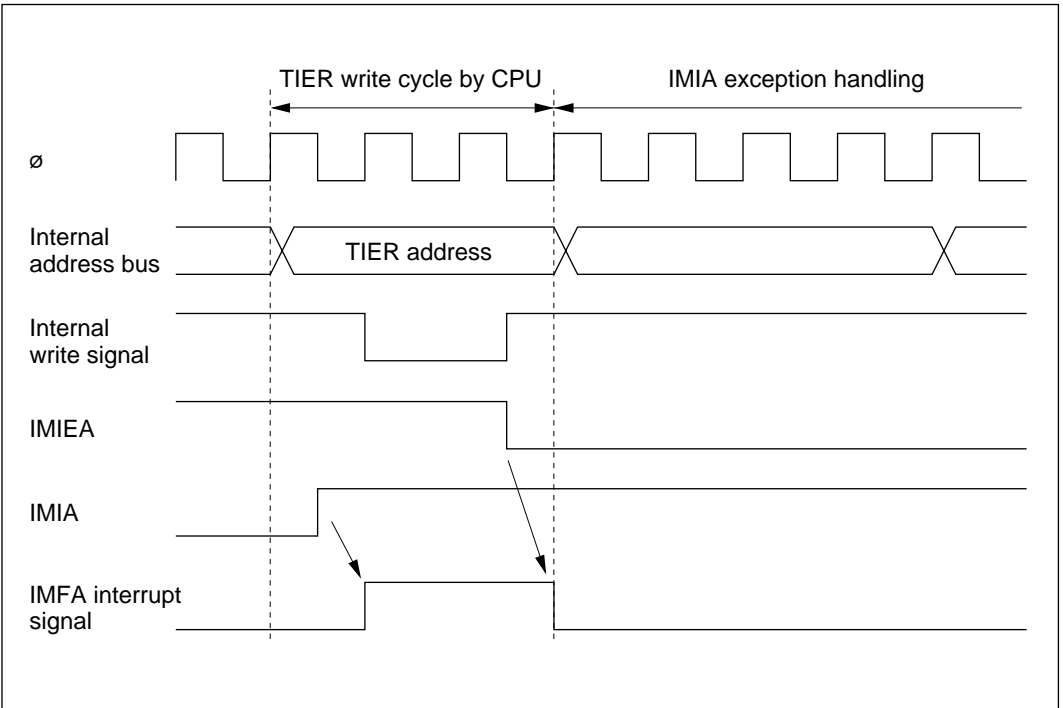 TIER write cycle by CPU
IMIA exception handling
ø
Internal
address bus
TIER address
Internal
write signal
IMIEA
IMIA
IMFA interrupt
signal